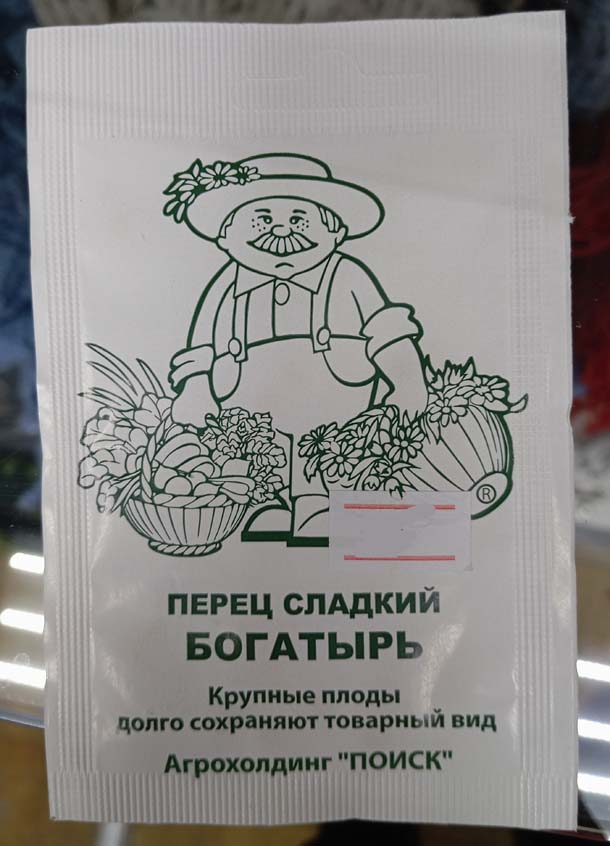 ®
ПЕРЕЦ СЛАДКИЙ
БОГАТЫРЬ
Крупные плоды
долго сохраняют товарный вид
Агрохолдинг "ПОИСК"